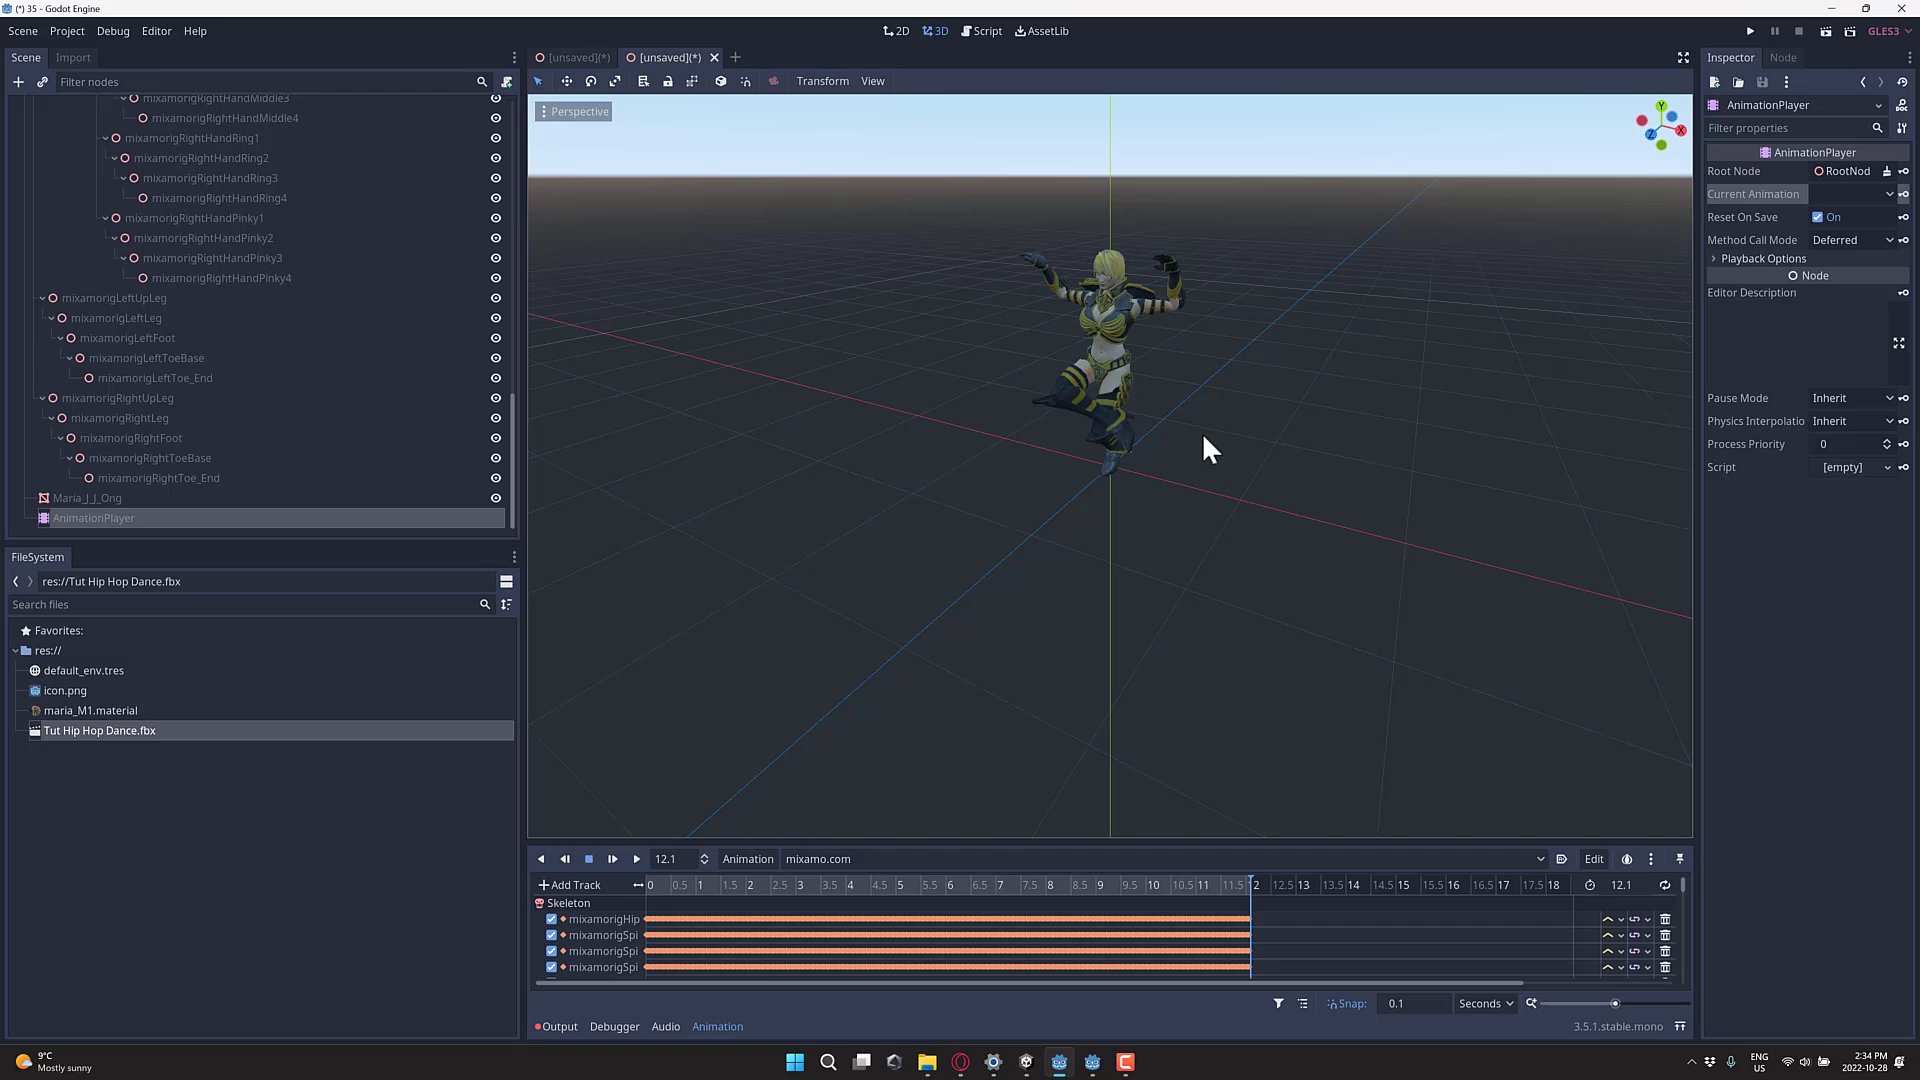 (*) 35 - Godot Engine
Scene Project Debug Editor Help
2D 3D Script AssetLib
GLES3
Scene Import
[unsaved](*) [unsaved](*)
Inspector Node
Filter nodes
Transform View
mixamorigRightHandMiddle3
mixamorigRightHandMiddle4
mixamorigRightHandRing1
mixamorigRightHandRing2
mixamorigRightHandRing3
mixamorigRightHandRing4
mixamorigRightHandPinky1
mixamorigRightHandPinky2
mixamorigRightHandPinky3
mixamorigRightHandPinky4
mixamorigLeftUpLeg
mixamorigLeftLeg
mixamorigLeftFoot
mixamorigLeftToeBase
mixamorigLeftToe_End
mixamorigRightUpLeg
mixamorigRightLeg
mixamorigRightFoot
mixamorigRightToeBase
mixamorigRightToe_End
Maria_J_J_Ong
AnimationPlayer
Perspective
Y
X
Z
AnimationPlayer
DOC
Filter properties
AnimationPlayer
Root Node RootNod
Current Animation
Reset On Save On
Method Call Mode Deferred
Playback Options
Node
Editor Description
Pause Mode Inherit
Physics Interpolatio Inherit
Process Priority 0
Script [empty]
FileSystem
res://Tut Hip Hop Dance.fbx
Search files
Favorites:
res://
default_env.tres
icon.png
maria_M1.material
Tut Hip Hop Dance.fbx
12.1 Animation mixamo.com Edit
Add Track 0 0.5 1 1.5 2 2.5 3 3.5 4 4.5 5 5.5 6 6.5 7 7.5 8 8.5 9 9.5 10 10.5 11 11.5 2 12.5 13 13.5 14 14.5 15 15.5 16 16.5 17 17.5 18 12.1
Skeleton
mixamorigHip
mixamorigSpi
mixamorigSpi
mixamorigSpi
Snap: 0.1 Seconds
Output Debugger Audio Animation 3.5.1.stable.mono
9°C
Mostly sunny
ENG
US
2:34 PM
2022-10-28